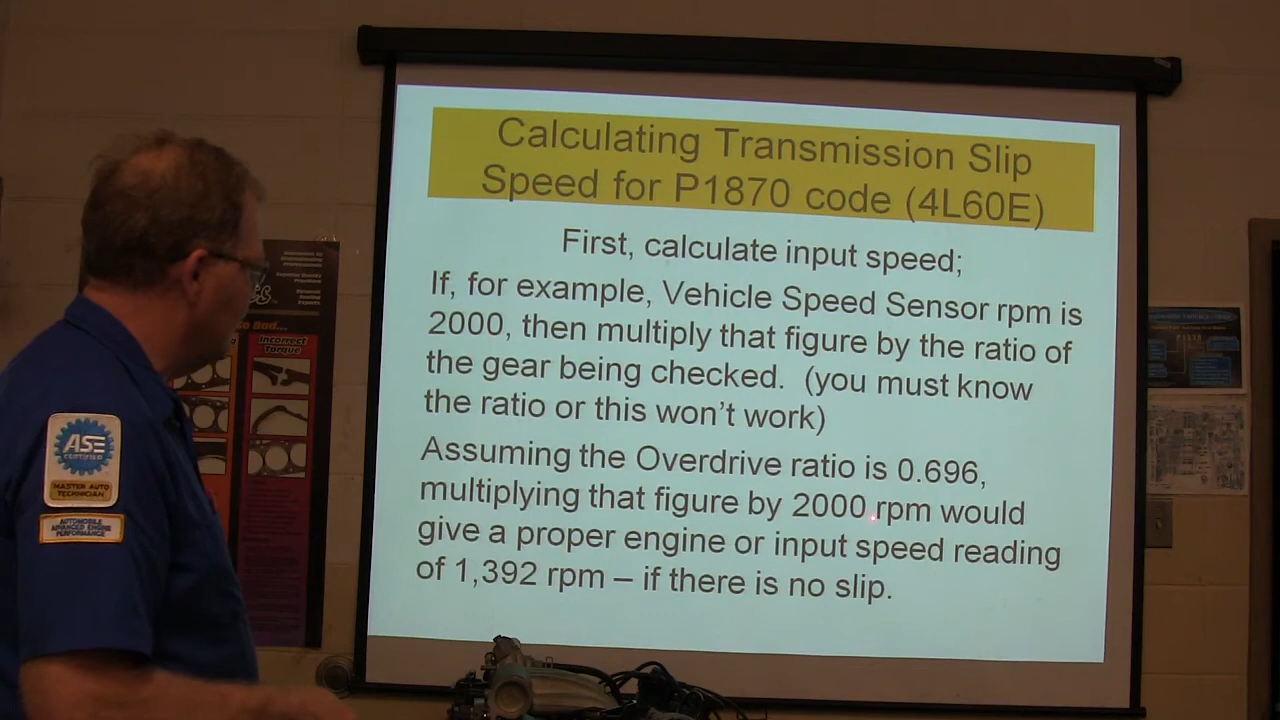 Calculating Transmission Slip
Speed for P1870 code (4L60E)
First, calculate input speed;
If, for example, Vehicle Speed Sensor rpm is
2000, then multiply that figure by the ratio of
the gear being checked. (you must know
the ratio or this won't work)
Assuming the Overdrive ratio is 0.696,
multiplying that figure by 2000 rpm would
give a proper engine or input speed reading
of 1,392 rpm – if there is no slip.
ASE
CERTIFIED
MASTER AUTO
TECHNICIAN
AUTOMOBILE
ADVANCED ENGINE
PERFORMANCE
so Bad...
Incorrect
Torque